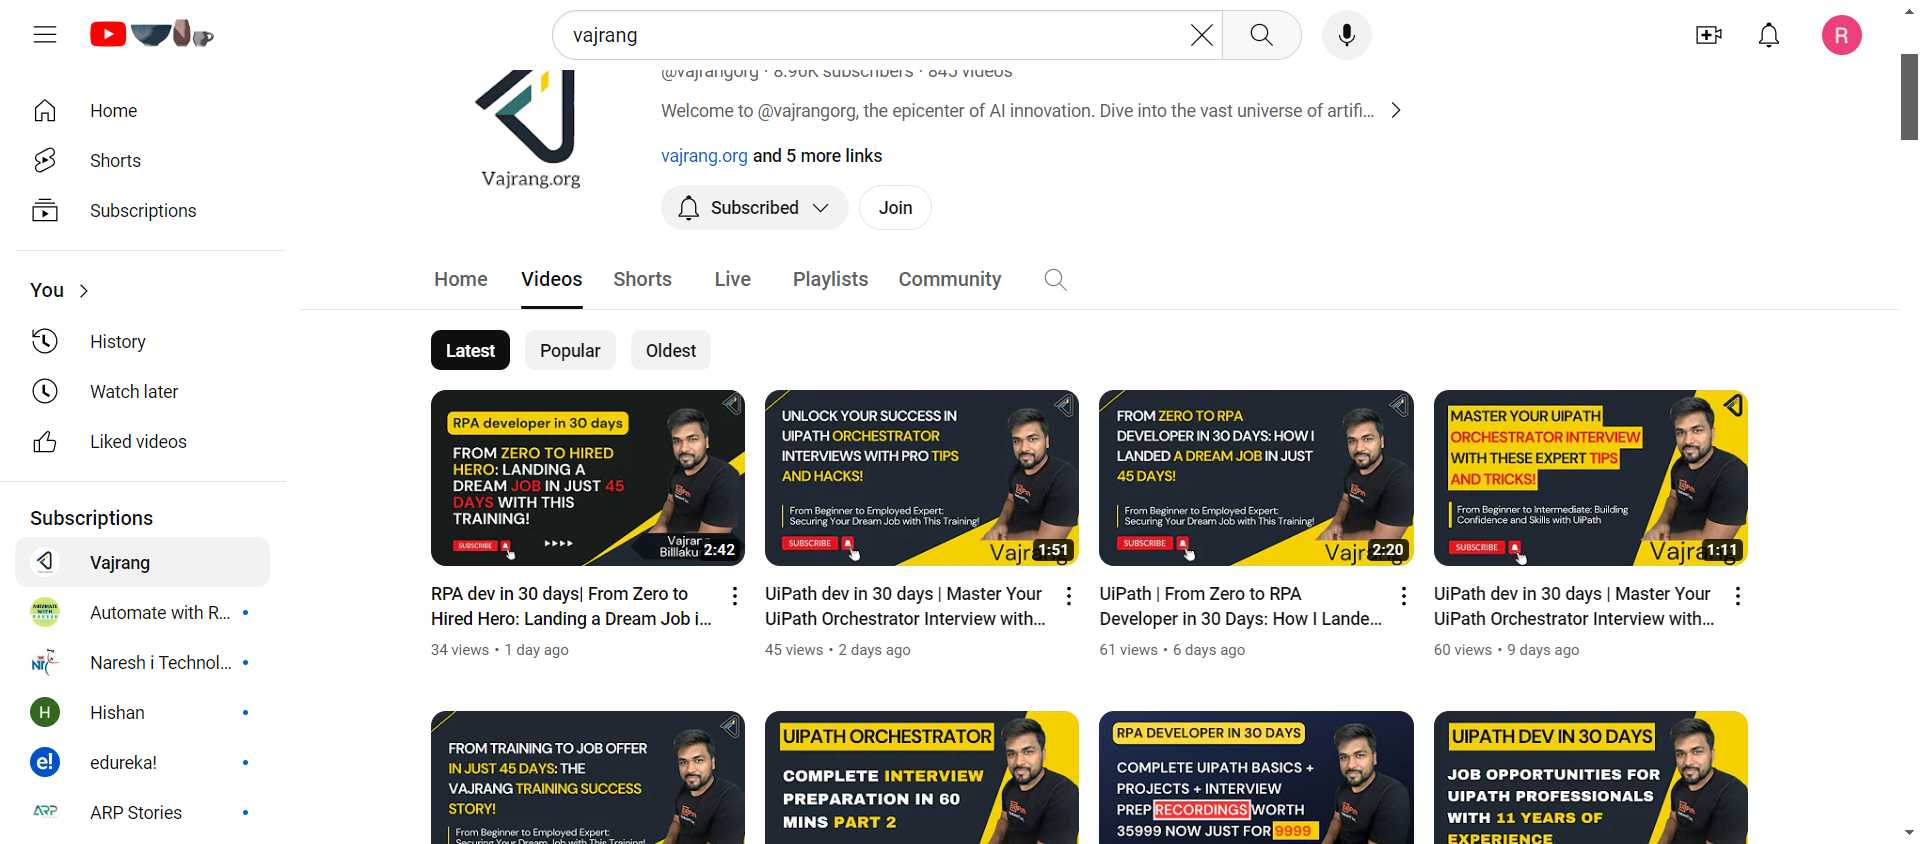 vajrang
R
@vajrangorg · 8.96K subscribers · 845 videos
Welcome to @vajrangorg, the epicenter of AI innovation. Dive into the vast universe of artifi...
vajrang.org and 5 more links
Vajrang.org
Subscribed
Join
Home
Shorts
Subscriptions
You
History
Watch later
Liked videos
Subscriptions
Vajrang
Automate with R...
Naresh i Technol...
H
Hishan
e!
edureka!
ARP
ARP Stories
Home
Videos
Shorts
Live
Playlists
Community
Latest
Popular
Oldest
RPA developer in 30 days
FROM ZERO TO HIRED
HERO: LANDING A
DREAM JOB IN JUST 45
DAYS WITH THIS
TRAINING!
SUBSCRIBE
2:42
RPA dev in 30 days| From Zero to
Hired Hero: Landing a Dream Job i...
34 views • 1 day ago
UNLOCK YOUR SUCCESS IN
UIPATH ORCHESTRATOR
INTERVIEWS WITH PRO TIPS
AND HACKS!
From Beginner to Employed Expert:
Securing Your Dream Job with This Training!
SUBSCRIBE
1:51
UiPath dev in 30 days | Master Your
UiPath Orchestrator Interview with...
45 views • 2 days ago
FROM ZERO TO RPA
DEVELOPER IN 30 DAYS: HOW I
LANDED A DREAM JOB IN JUST
45 DAYS!
From Beginner to Employed Expert:
Securing Your Dream Job with This Training!
SUBSCRIBE
2:20
UiPath | From Zero to RPA
Developer in 30 Days: How I Lande...
61 views • 6 days ago
MASTER YOUR UIPATH
ORCHESTRATOR INTERVIEW
WITH THESE EXPERT TIPS
AND TRICKS!
From Beginner to Intermediate: Building
Confidence and Skills with UiPath
SUBSCRIBE
1:11
UiPath dev in 30 days | Master Your
UiPath Orchestrator Interview with...
60 views • 9 days ago
FROM TRAINING TO JOB OFFER
IN JUST 45 DAYS: THE
VAJRANG TRAINING SUCCESS
STORY!
From Beginner to Employed Expert:
Securing Your Dream Job with This Training!
UIPATH ORCHESTRATOR
COMPLETE INTERVIEW
PREPARATION IN 60
MINS PART 2
RPA DEVELOPER IN 30 DAYS
COMPLETE UIPATH BASICS +
PROJECTS + INTERVIEW
PREP RECORDINGS WORTH
35999 NOW JUST FOR 9999
UIPATH DEV IN 30 DAYS
JOB OPPORTUNITIES FOR
UIPATH PROFESSIONALS
WITH 11 YEARS OF
EXPERIENCE